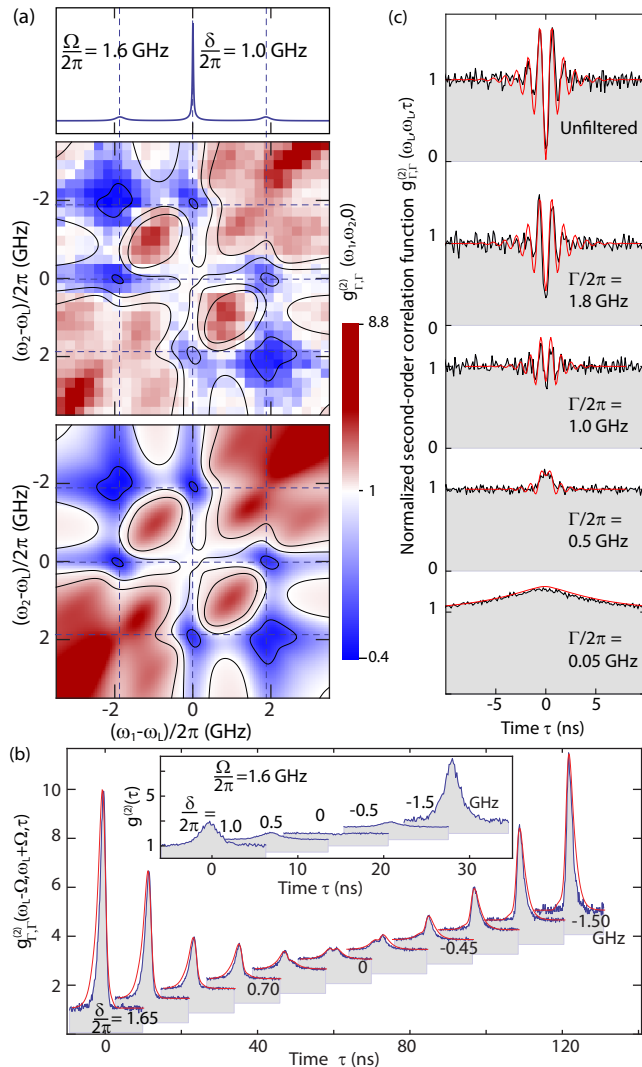 (a)
Ω/2π = 1.6 GHz
δ/2π = 1.0 GHz
-2
0
2
(ω₂-ωL)/2π (GHz)
-2
0
2
(ω₂-ωL)/2π (GHz)
-2
0
2
(ω₁-ωL)/2π (GHz)
g(2)Γ,Γ (ω₁,ω₂,0)
8.8
1
0.4
(c)
Normalized second-order correlation function g(2)Γ,Γ (ωL,ωL,τ)
1
Unfiltered
0
1
Γ/2π =
1.8 GHz
0
1
Γ/2π =
1.0 GHz
0
1
Γ/2π =
0.5 GHz
0
1
Γ/2π =
0.05 GHz
-5
0
5
Time τ (ns)
(b)
g(2)Γ,Γ(ωL-Ω,ωL+Ω,τ)
10
8
6
4
2
Ω/2π = 1.6 GHz
g(2)(τ)
5
1
δ/2π =
1.0
0.5
0
-0.5
-1.5
GHz
0
10
20
30
Time τ (ns)
δ/2π = 1.65
0.70
0
-0.45
-1.50
GHz
0
20
40
60
80
100
120
Time τ (ns)